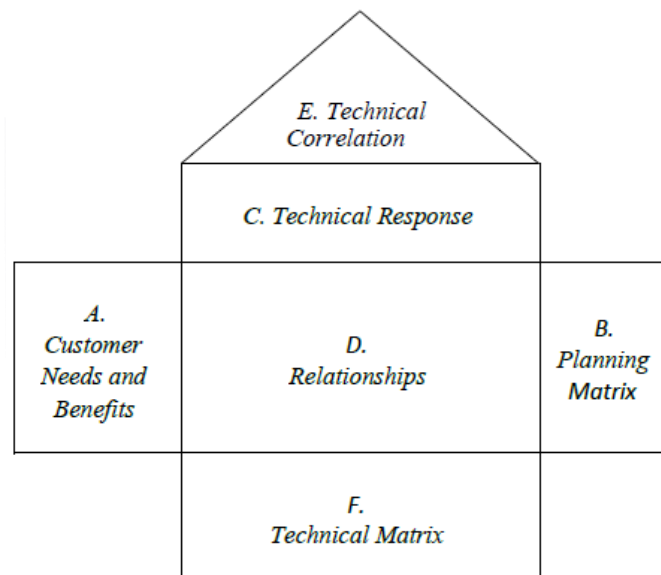 E. Technical
Correlation
C. Technical Response
A.
Customer
Needs and
Benefits
D.
Relationships
B.
Planning
Matrix
F.
Technical Matrix